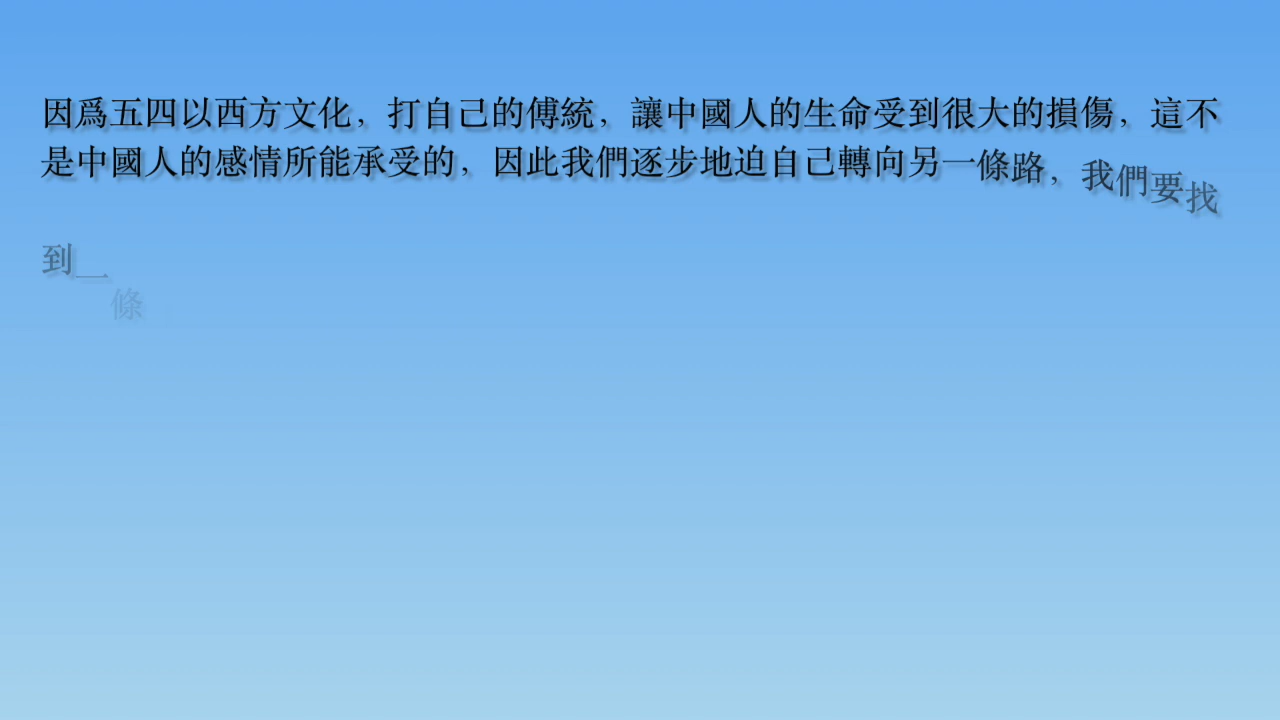 因爲五四以西方文化，打自己的傅統，讓中國人的生命受到很大的損傷，這不
是中國人的感情所能承受的，因此我們逐步地迫自己轉向另一條路，我們要找
到一條